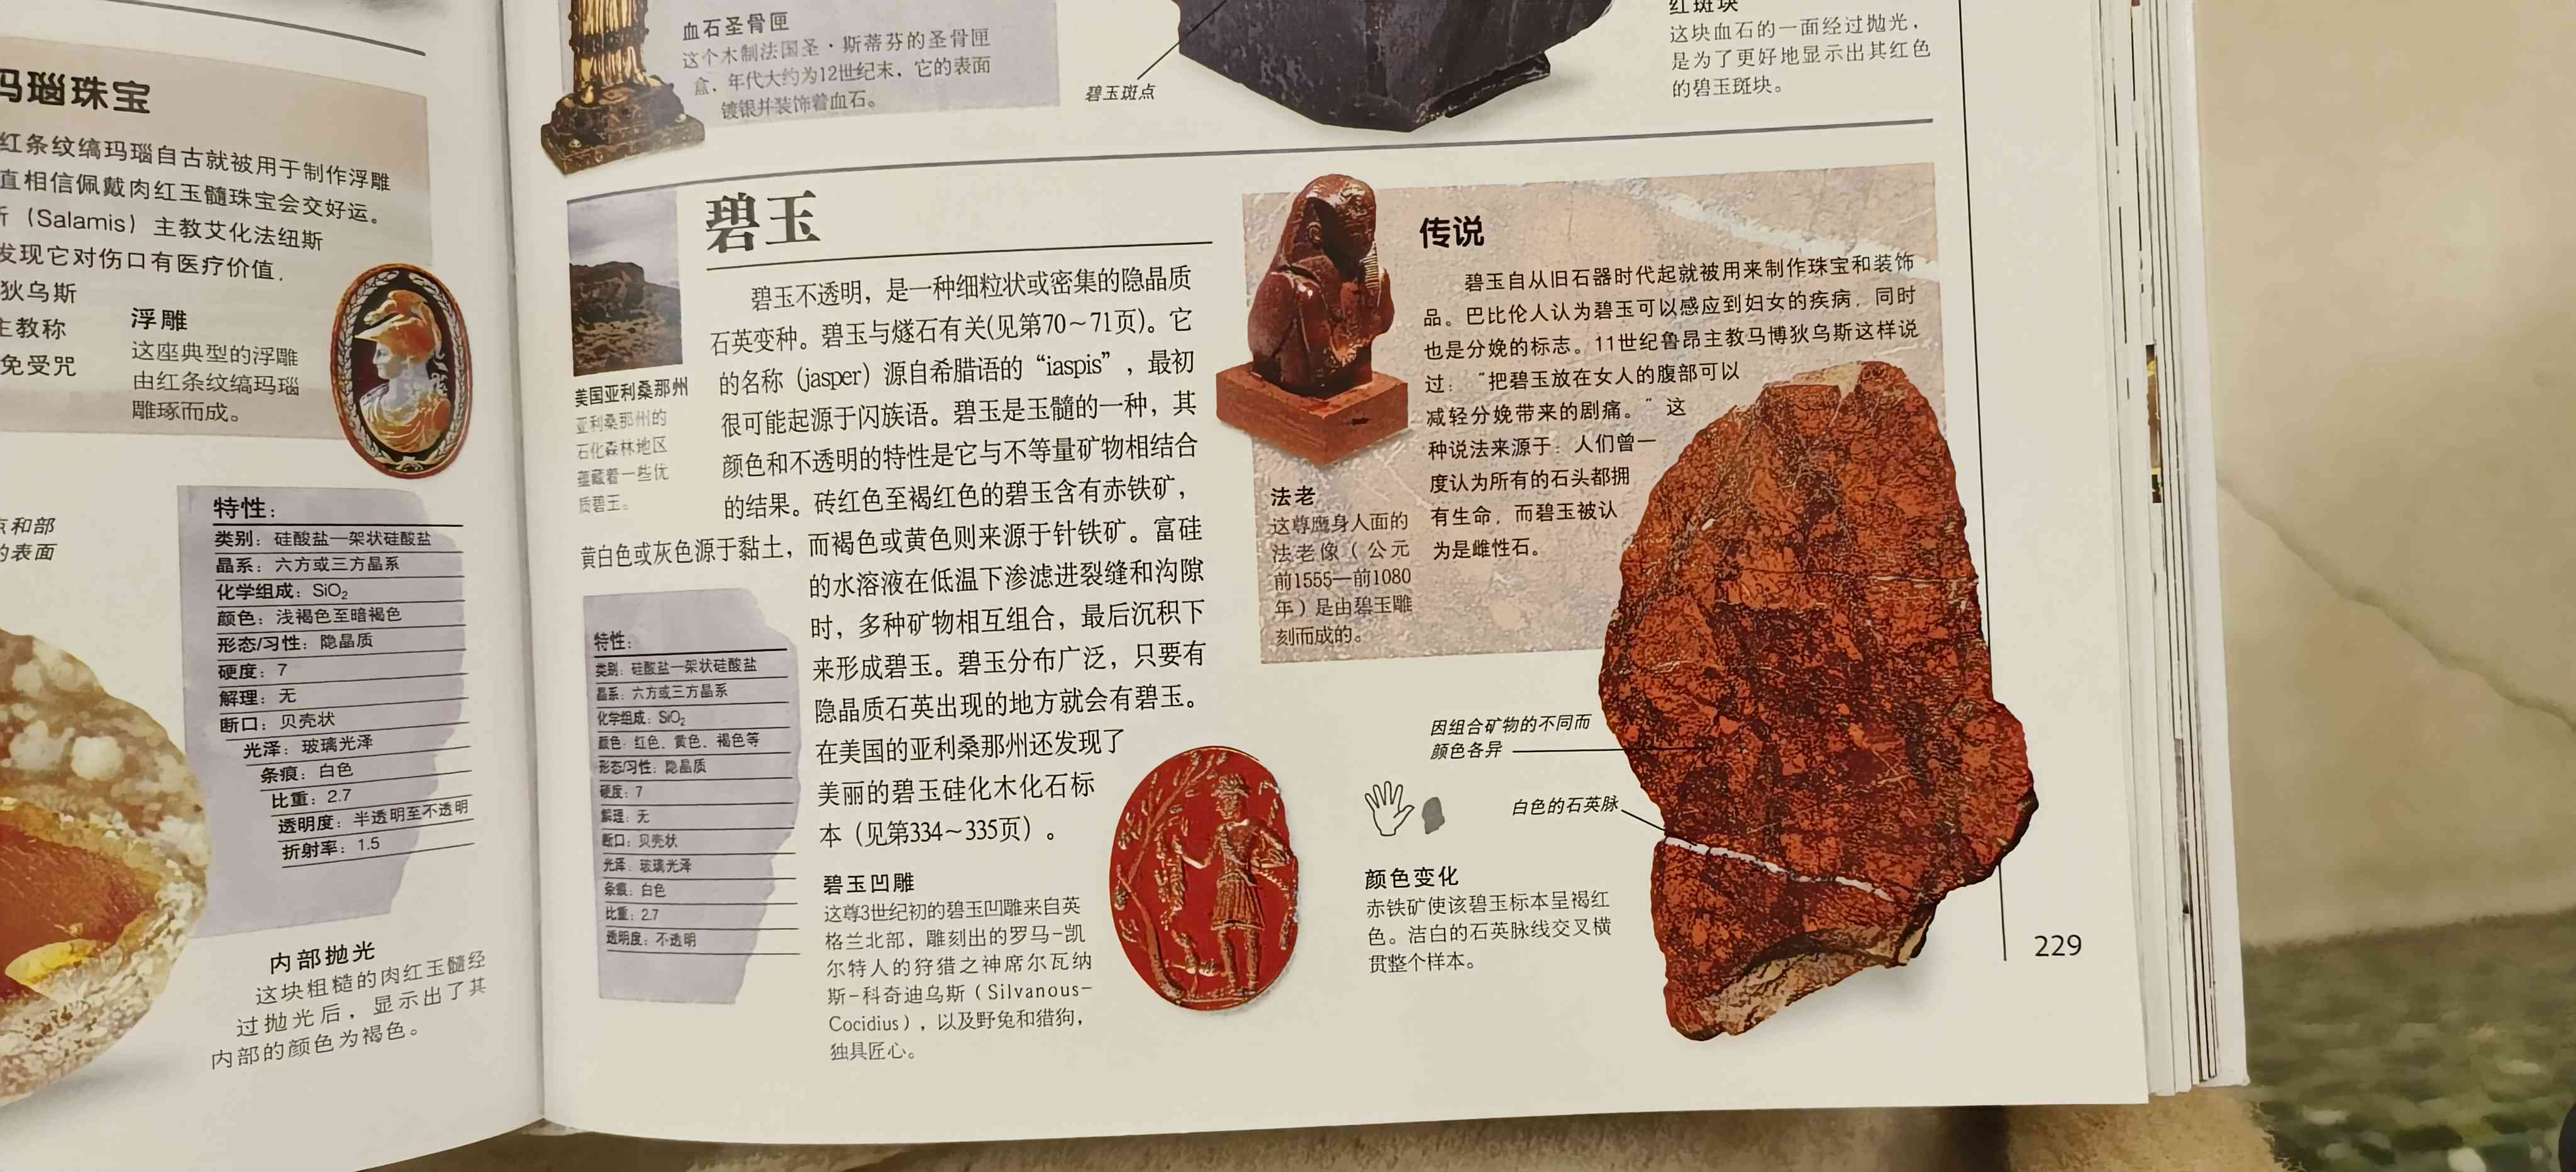 玛瑙珠宝
红条纹缟玛瑙自古就被用于制作浮雕
直相信佩戴肉红玉髓珠宝会交好运。
斯（Salamis）主教艾化法纽斯
发现它对伤口有医疗价值，
狄乌斯
主教称
免受咒
浮雕
这座典型的浮雕
由红条纹缟玛瑙
雕琢而成。
点和部
的表面
特性：
类别：硅酸盐—架状硅酸盐
晶系：六方或三方晶系
化学组成：SiO₂
颜色：浅褐色至暗褐色
形态/习性：隐晶质
硬度：7
解理：无
断口：贝壳状
光泽：玻璃光泽
条痕：白色
比重：2.7
透明度：半透明至不透明
折射率：1.5
内部抛光
这块粗糙的肉红玉髓经
过抛光后，显示出了其
内部的颜色为褐色。
血石圣骨匣
这个木制法国圣·斯蒂芬的圣骨匣
盒，年代大约为12世纪末，它的表面
镀银并装饰着血石。
碧玉斑点
红斑块
这块血石的一面经过抛光，
是为了更好地显示出其红色
的碧玉斑块。
碧玉
美国亚利桑那州
亚利桑那州的
石化森林地区
蕴藏着一些优
质碧玉。
碧玉不透明，是一种细粒状或密集的隐晶质
石英变种。碧玉与燧石有关(见第70～71页)。它
的名称（jasper）源自希腊语的“iaspis”，最初
很可能起源于闪族语。碧玉是玉髓的一种，其
颜色和不透明的特性是它与不等量矿物相结合
的结果。砖红色至褐红色的碧玉含有赤铁矿，
黄白色或灰色源于黏土，而褐色或黄色则来源于针铁矿。富硅
的水溶液在低温下渗滤进裂缝和沟隙
时，多种矿物相互组合，最后沉积下
来形成碧玉。碧玉分布广泛，只要有
隐晶质石英出现的地方就会有碧玉。
在美国的亚利桑那州还发现了
美丽的碧玉硅化木化石标
本（见第334～335页）。
特性：
类别：硅酸盐—架状硅酸盐
晶系：六方或三方晶系
化学组成：SiO₂
颜色：红色、黄色、褐色等
形态/习性：隐晶质
硬度：7
解理：无
断口：贝壳状
光泽：玻璃光泽
条痕：白色
比重：2.7
透明度：不透明
碧玉凹雕
这尊3世纪初的碧玉凹雕来自英
格兰北部，雕刻出的罗马-凯
尔特人的狩猎之神席尔瓦纳
斯-科奇迪乌斯（Silvanous-
Cocidius），以及野兔和猎狗，
独具匠心。
传说
碧玉自从旧石器时代起就被用来制作珠宝和装饰
品。巴比伦人认为碧玉可以感应到妇女的疾病，同时
也是分娩的标志。11世纪鲁昂主教马博狄乌斯这样说
过：“把碧玉放在女人的腹部可以
减轻分娩带来的剧痛。”这
种说法来源于：人们曾一
度认为所有的石头都拥
有生命，而碧玉被认
为是雌性石。
法老
这尊鹰身人面的
法老像（公元
前1555—前1080
年）是由碧玉雕
刻而成的。
因组合矿物的不同而
颜色各异
白色的石英脉
颜色变化
赤铁矿使该碧玉标本呈褐红
色。洁白的石英脉线交叉横
贯整个样本。
229